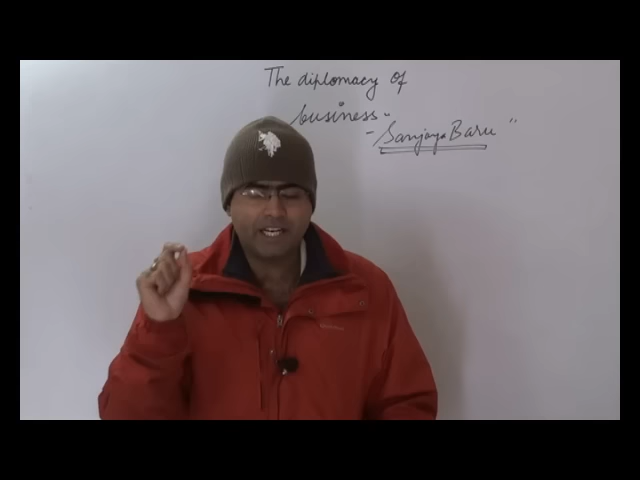 The diplomacy of
business"
- Sanjaya Baru "